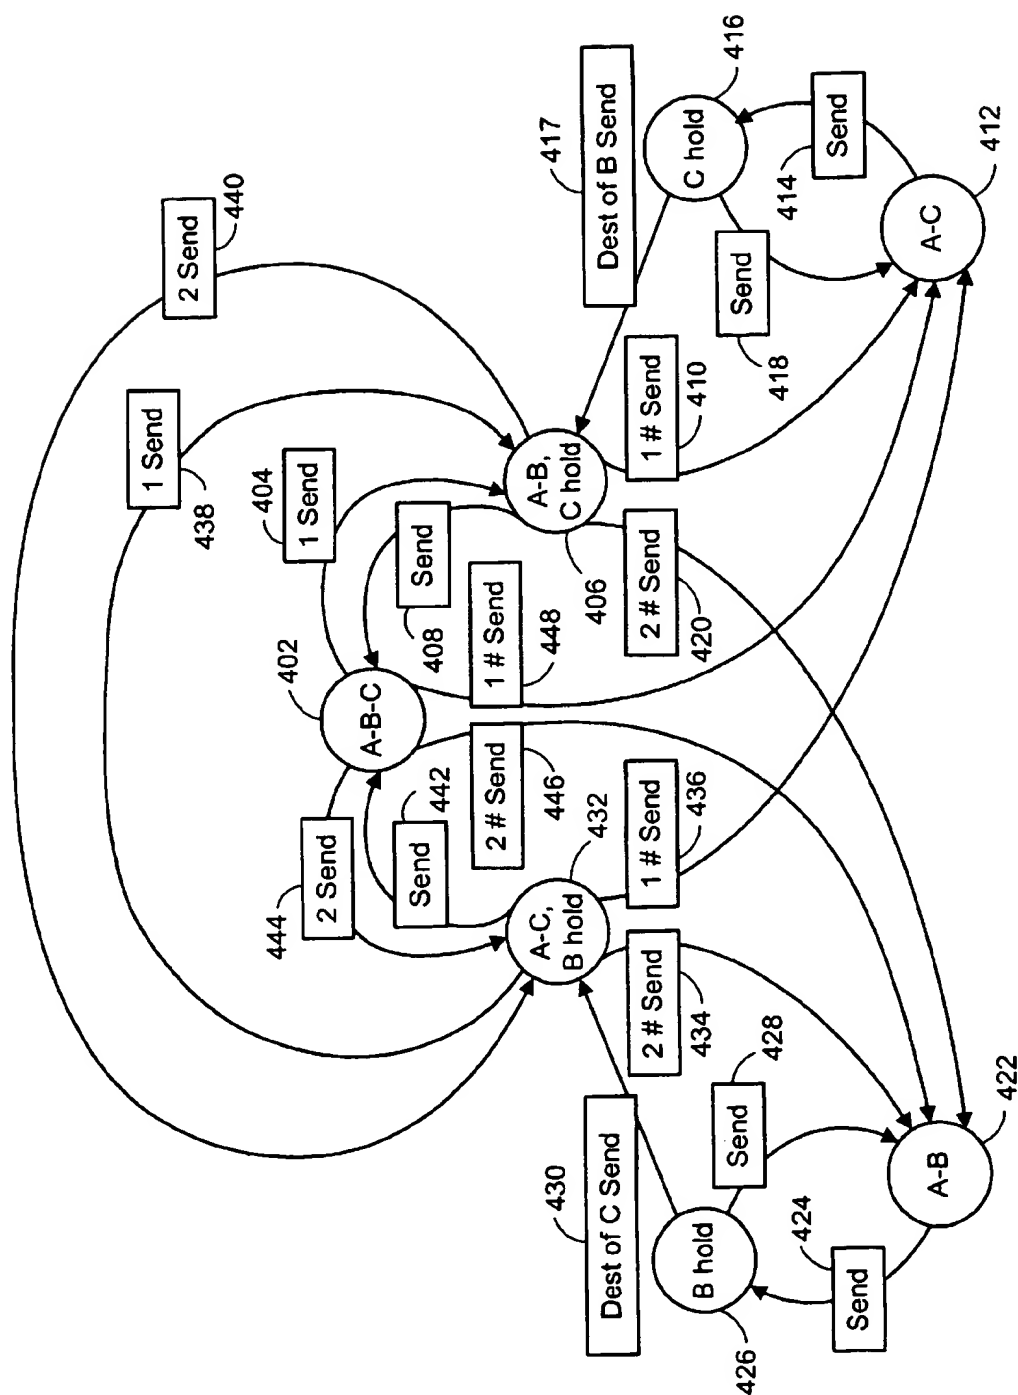 2 Send
440
1 Send
438
1 Send
404
Send
408
402
A-B-C
444
2 Send
442
Send
1 # Send
448
2 # Send
446
A-B,
C hold
406
A-C,
B hold
432
417
Dest of B Send
C hold
416
Send
414
Send
418
A-C
412
1 # Send
410
2 # Send
420
1 # Send
436
2 # Send
434
430
Dest of C Send
B hold
426
Send
428
Send
424
A-B
422